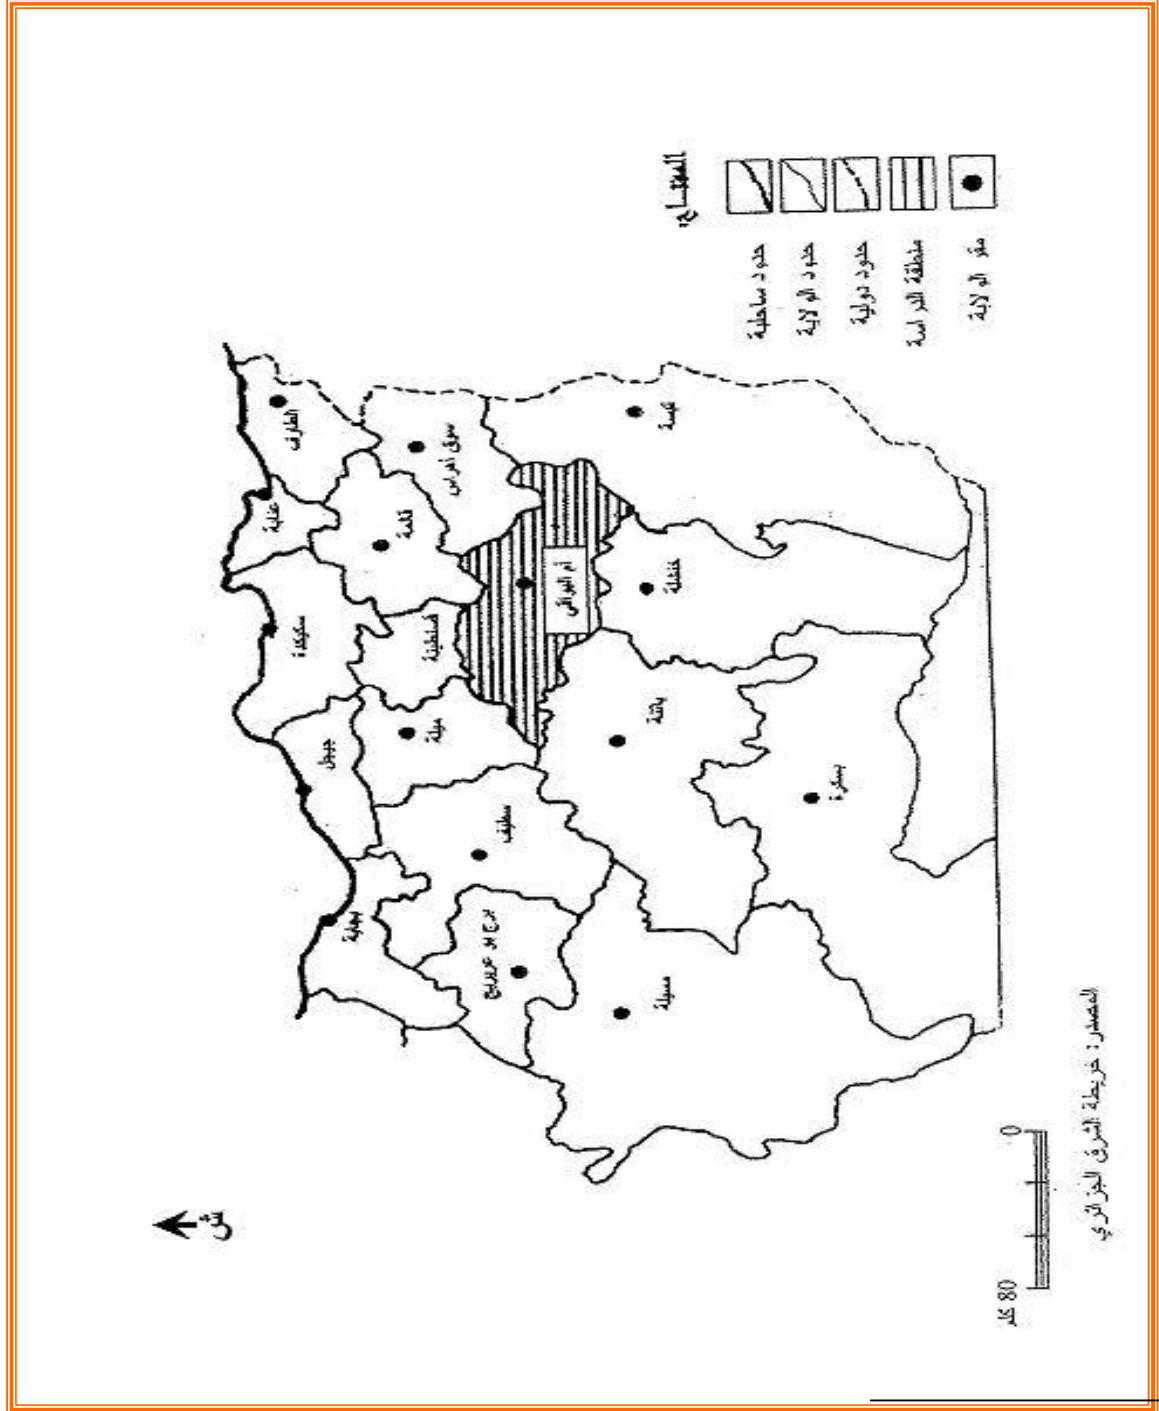 المفتاح:
حدود ساحلية
حدود الولاية
حدود دولية
منطقة الدراسة
مقر الولاية
الطارف
عنابة
سكيكدة
جيجل
بجاية
سوق أهراس
قالمة
قسنطينة
ميلة
سطيف
برج بو عريريج
أم البواقي
تبسة
خنشلة
باتنة
بسكرة
مسيلة
ش
0
80 كلم
المصدر: خريطة الشرق الجزائري